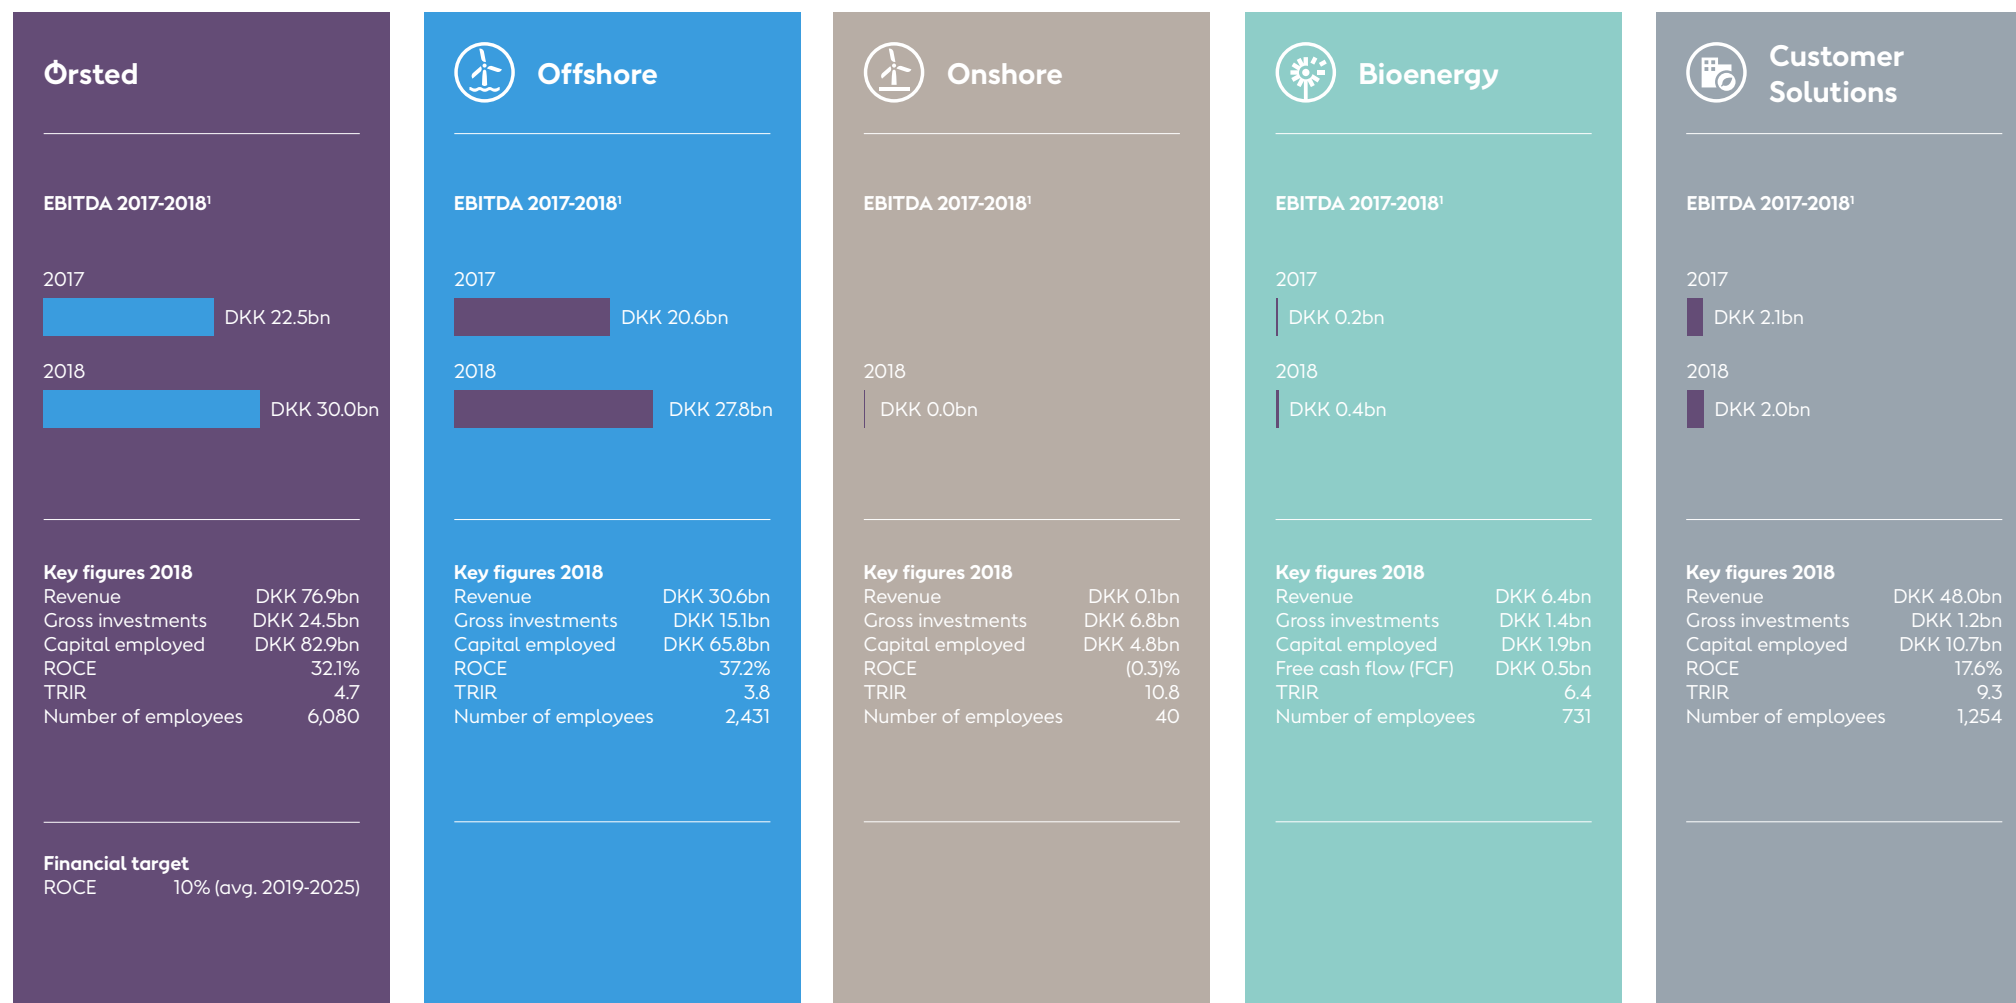 Ørsted
EBITDA 2017-2018¹
2017
DKK 22.5bn
2018
DKK 30.0bn
Key figures 2018
Revenue DKK 76.9bn
Gross investments DKK 24.5bn
Capital employed DKK 82.9bn
ROCE 32.1%
TRIR 4.7
Number of employees 6,080
Financial target
ROCE 10% (avg. 2019-2025)
Offshore
EBITDA 2017-2018¹
2017
DKK 20.6bn
2018
DKK 27.8bn
Key figures 2018
Revenue DKK 30.6bn
Gross investments DKK 15.1bn
Capital employed DKK 65.8bn
ROCE 37.2%
TRIR 3.8
Number of employees 2,431
Onshore
EBITDA 2017-2018¹
2018
DKK 0.0bn
Key figures 2018
Revenue DKK 0.1bn
Gross investments DKK 6.8bn
Capital employed DKK 4.8bn
ROCE (0.3)%
TRIR 10.8
Number of employees 40
Bioenergy
EBITDA 2017-2018¹
2017
DKK 0.2bn
2018
DKK 0.4bn
Key figures 2018
Revenue DKK 6.4bn
Gross investments DKK 1.4bn
Capital employed DKK 1.9bn
Free cash flow (FCF) DKK 0.5bn
TRIR 6.4
Number of employees 731
Customer
Solutions
EBITDA 2017-2018¹
2017
DKK 2.1bn
2018
DKK 2.0bn
Key figures 2018
Revenue DKK 48.0bn
Gross investments DKK 1.2bn
Capital employed DKK 10.7bn
ROCE 17.6%
TRIR 9.3
Number of employees 1,254